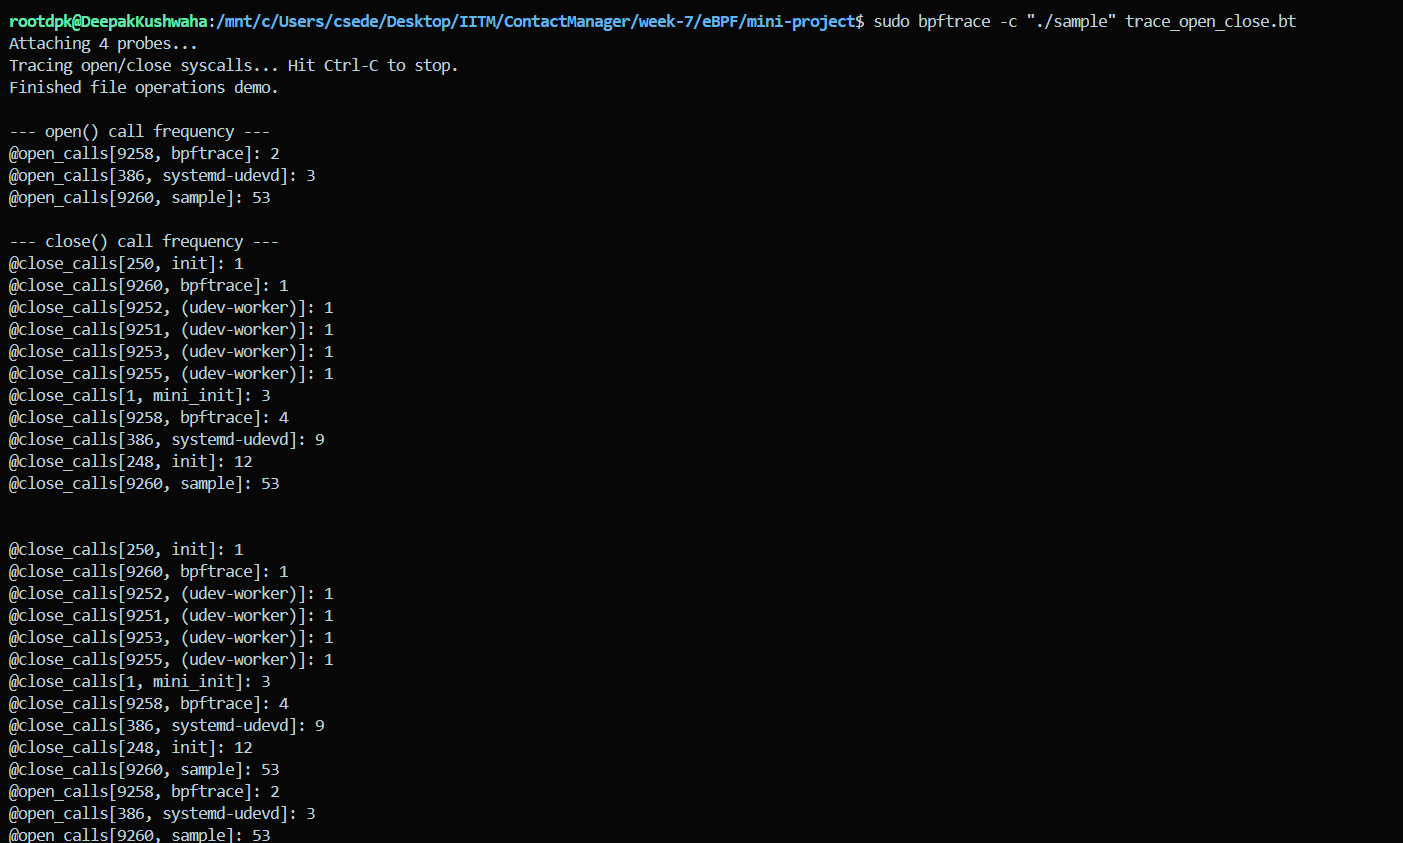 rootdpk@DeepakKushwaha:/mnt/c/Users/csede/Desktop/IITM/ContactManager/week-7/eBPF/mini-project$ sudo bpftrace -c "./sample" trace_open_close.bt
Attaching 4 probes...
Tracing open/close syscalls... Hit Ctrl-C to stop.
Finished file operations demo.

--- open() call frequency ---
@open_calls[9258, bpftrace]: 2
@open_calls[386, systemd-udevd]: 3
@open_calls[9260, sample]: 53

--- close() call frequency ---
@close_calls[250, init]: 1
@close_calls[9260, bpftrace]: 1
@close_calls[9252, (udev-worker)]: 1
@close_calls[9251, (udev-worker)]: 1
@close_calls[9253, (udev-worker)]: 1
@close_calls[9255, (udev-worker)]: 1
@close_calls[1, mini_init]: 3
@close_calls[9258, bpftrace]: 4
@close_calls[386, systemd-udevd]: 9
@close_calls[248, init]: 12
@close_calls[9260, sample]: 53


@close_calls[250, init]: 1
@close_calls[9260, bpftrace]: 1
@close_calls[9252, (udev-worker)]: 1
@close_calls[9251, (udev-worker)]: 1
@close_calls[9253, (udev-worker)]: 1
@close_calls[9255, (udev-worker)]: 1
@close_calls[1, mini_init]: 3
@close_calls[9258, bpftrace]: 4
@close_calls[386, systemd-udevd]: 9
@close_calls[248, init]: 12
@close_calls[9260, sample]: 53
@open_calls[9258, bpftrace]: 2
@open_calls[386, systemd-udevd]: 3
@open_calls[9260, sample]: 53